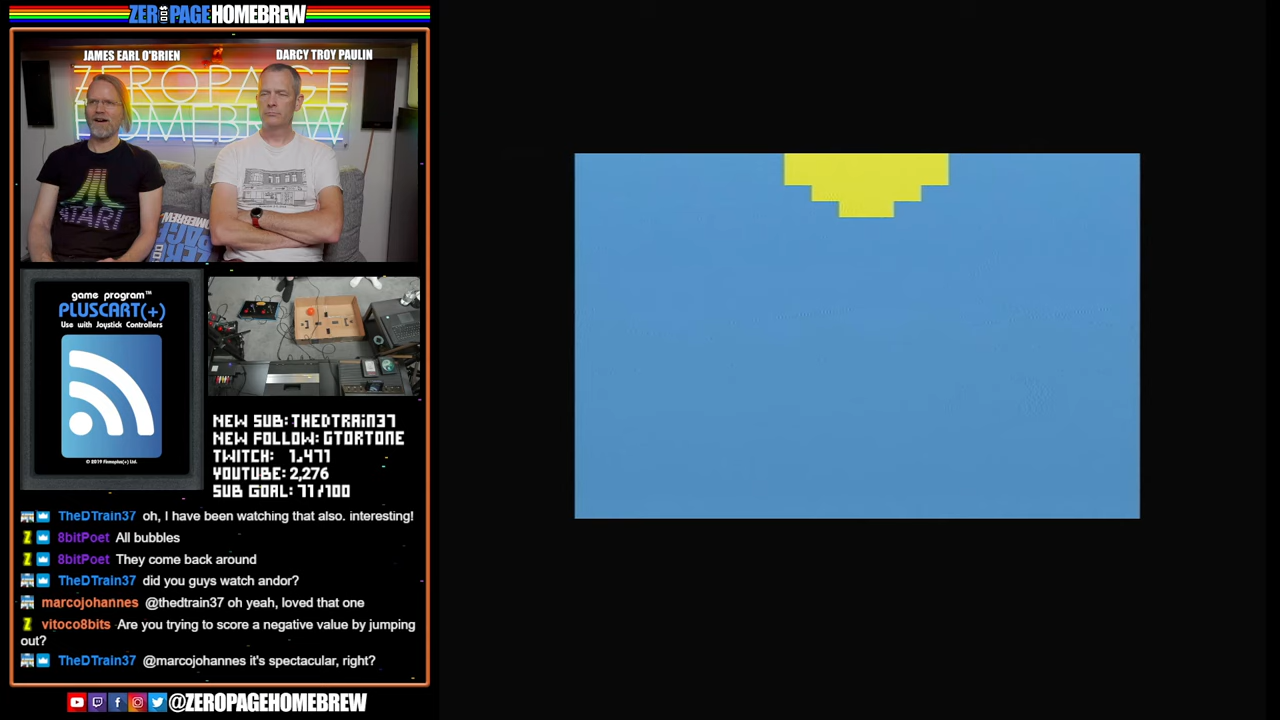 ZEROPAGE HOMEBREW
JAMES EARL O'BRIEN
DARCY TROY PAULIN
ZEROPAGE
HOMEBREW
ATARI
game program™
PLUSCART(+)
Use with Joystick Controllers
NEW SUB: THEDTRAIN37
NEW FOLLOW: GTORTONE
TWITCH: 1,471
YOUTUBE: 2,276
SUB GOAL: 71/100
TheDTrain37 oh, I have been watching that also. interesting!
8bitPoet All bubbles
8bitPoet They come back around
TheDTrain37 did you guys watch andor?
marcojohannes @thedtrain37 oh yeah, loved that one
vitoco8bits Are you trying to score a negative value by jumping
out?
TheDTrain37 @marcojohannes it's spectacular, right?
@ZEROPAGEHOMEBREW